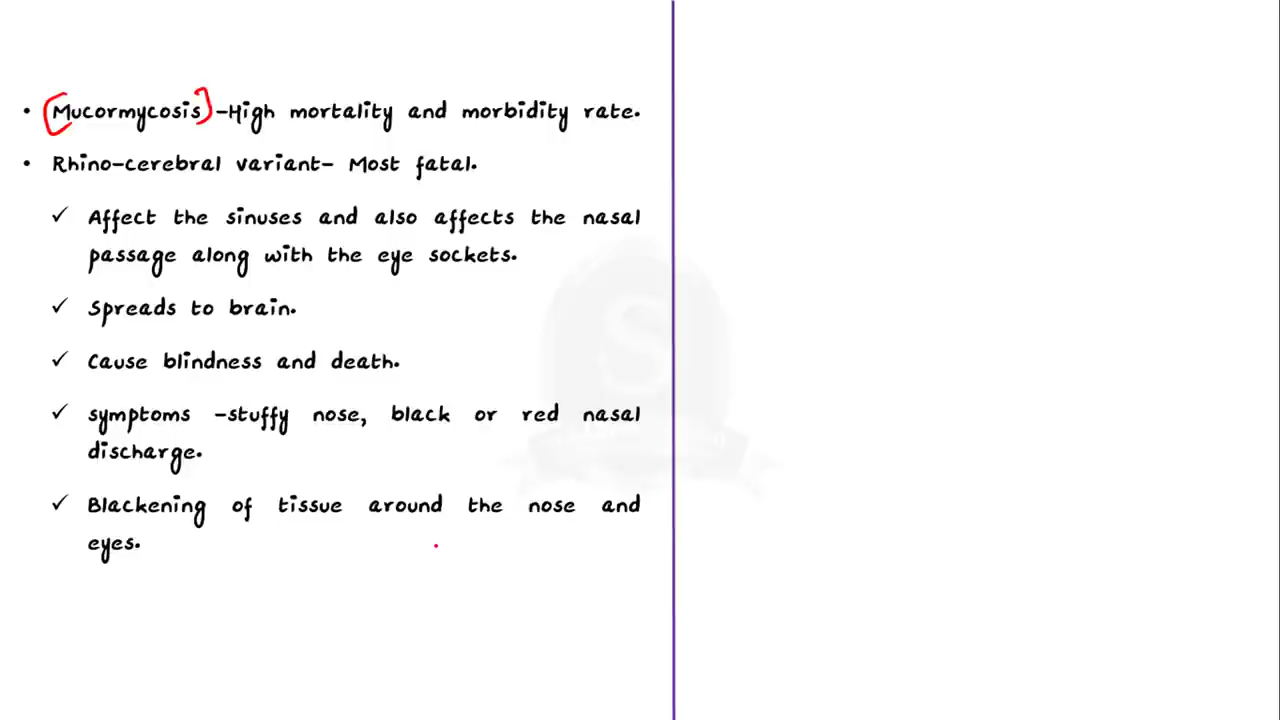 • Mucormycosis -High mortality and morbidity rate.
• Rhino-cerebral variant- Most fatal.
✓ Affect the sinuses and also affects the nasal
passage along with the eye sockets.
✓ Spreads to brain.
✓ Cause blindness and death.
✓ symptoms -stuffy nose, black or red nasal
discharge.
✓ Blackening of tissue around the nose and
eyes.